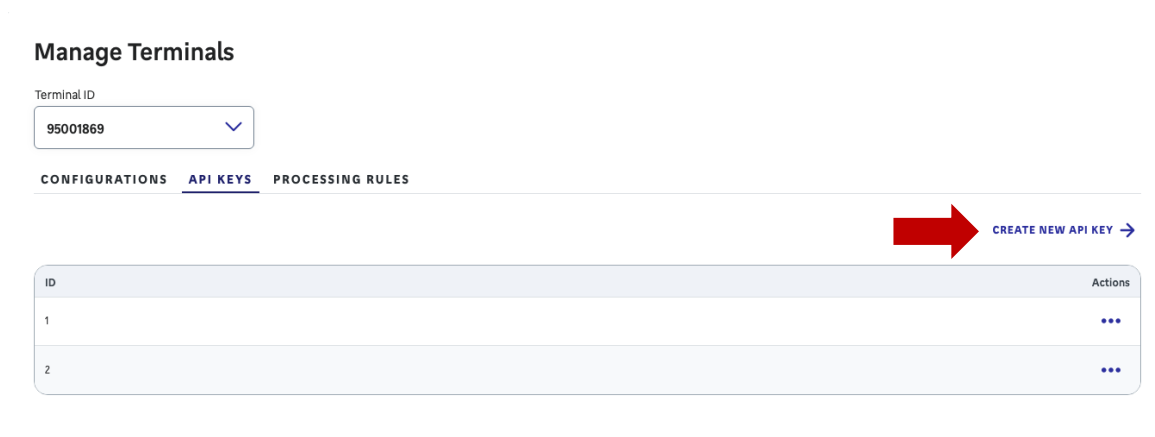 Manage Terminals
Terminal ID
95001869
CONFIGURATIONS API KEYS PROCESSING RULES
CREATE NEW API KEY
ID Actions
1
2